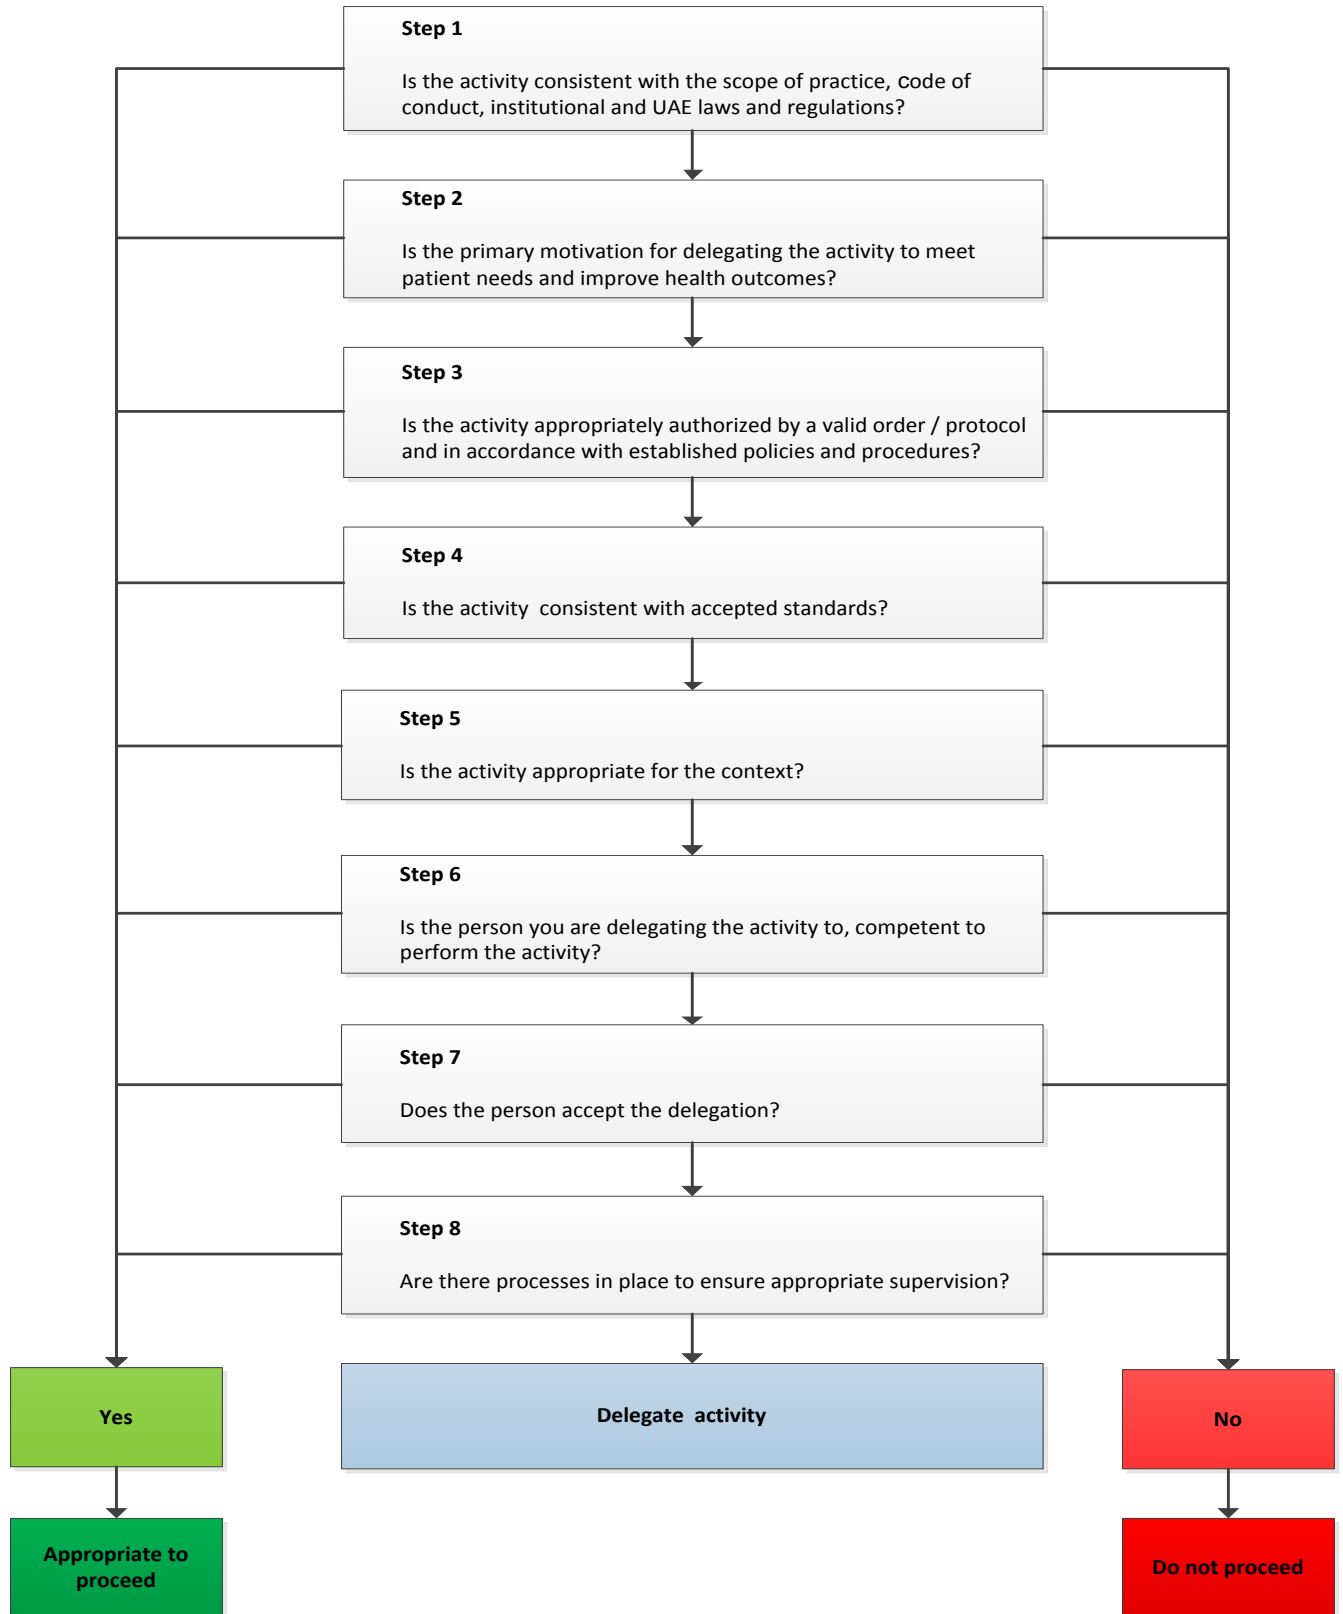 Step 1
Is the activity consistent with the scope of practice, code of
conduct, institutional and UAE laws and regulations?
Step 2
Is the primary motivation for delegating the activity to meet
patient needs and improve health outcomes?
Step 3
Is the activity appropriately authorized by a valid order / protocol
and in accordance with established policies and procedures?
Step 4
Is the activity consistent with accepted standards?
Step 5
Is the activity appropriate for the context?
Step 6
Is the person you are delegating the activity to, competent to
perform the activity?
Step 7
Does the person accept the delegation?
Step 8
Are there processes in place to ensure appropriate supervision?
Yes
Delegate activity
No
Appropriate to
proceed
Do not proceed